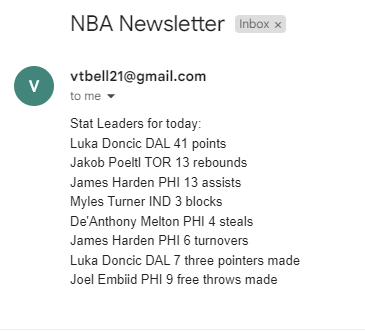 NBA Newsletter Inbox ×
V
vtbell21@gmail.com
to me
Stat Leaders for today:
Luka Doncic DAL 41 points
Jakob Poeltl TOR 13 rebounds
James Harden PHI 13 assists
Myles Turner IND 3 blocks
De'Anthony Melton PHI 4 steals
James Harden PHI 6 turnovers
Luka Doncic DAL 7 three pointers made
Joel Embiid PHI 9 free throws made